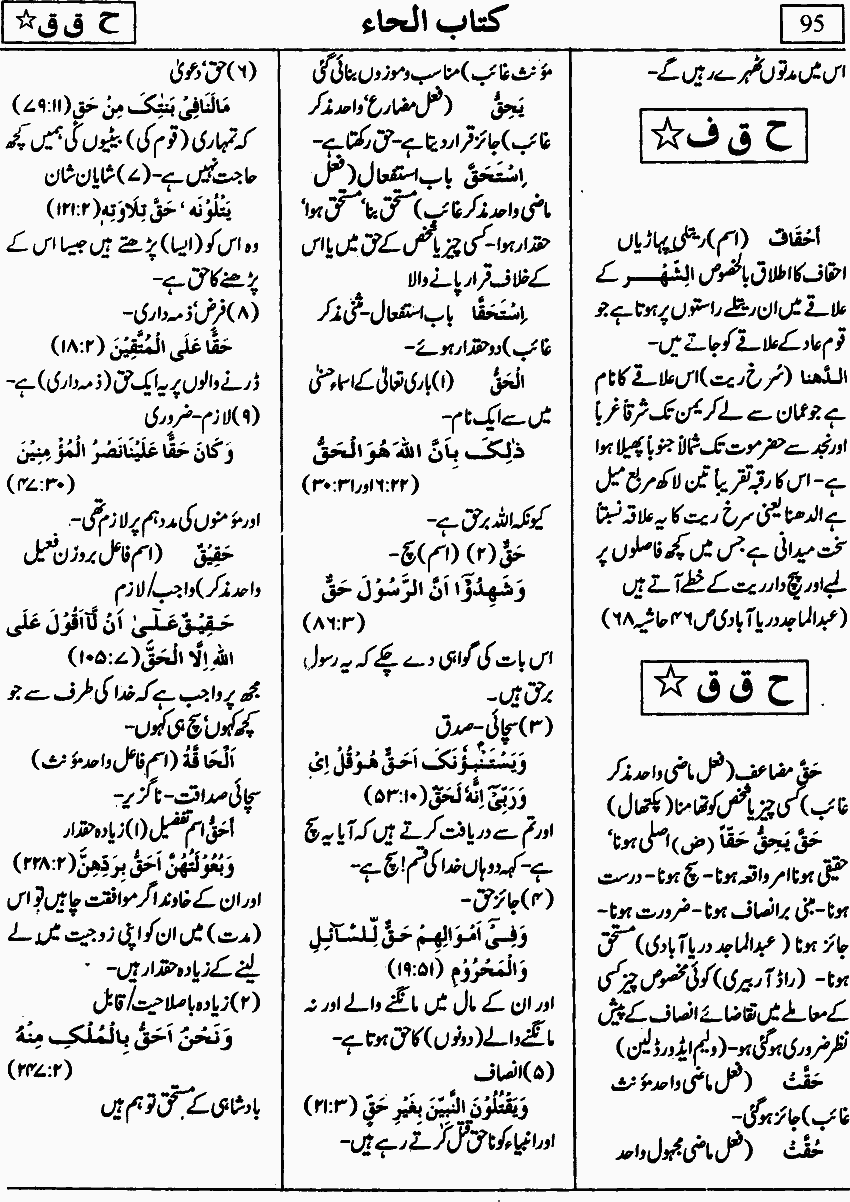 95
کتاب الحاء
ح ق ق ☆
اس میں مدتوں ٹھہرے رہیں گے-
ح ق ف ☆
اَحْقَاف (اسم) ریتلی پہاڑیاں
احقاف کا اطلاق بالخصوص الشِّهْر کے
علاقے میں ان ریتلے راستوں پر ہوتا ہے جو
قوم عاد کے علاقے کو جاتے ہیں-
الدھنا (سُرخ ریت) اس علاقے کا نام
ہے جو عمان سے لے کر یمن تک شرقاً غرباً
اور نجد سے حضرموت تک شمالاً جنوباً پھیلا ہوا
ہے- اس کا رقبہ تقریباً تین لاکھ مربع میل
ہے الدھنا یعنی سرخ ریت کا یہ علاقہ نسبتاً
سخت میدانی ہے جس میں کچھ فاصلوں پر
لمبے اور پیچ دار ریت کے خطے آتے ہیں
(عبدالماجد دریا آبادی ص ۴۶ حاشیہ ۶۸)
ح ق ق ☆
حَقَّ مضاعف (فعل ماضی واحد مذکر
غائب) کسی چیز یا شخص کو تھامنا (پکتھال)
حَقَّ يَحِقُّ حَقًّا (ض) اصلی ہونا‘
حقیقی ہونا امر واقعہ ہونا- سچ ہونا- درست
ہونا- مبنی برانصاف ہونا- ضرورت ہونا-
جائز ہونا (عبدالماجد دریا آبادی) مستحق
ہونا- (راڈ آربیری) کوئی مخصوص چیز کسی
کے معاملے میں تقاضائے انصاف کے پیش
نظر ضروری ہوگئی ہو- (ولیم ایڈورڈ لین)
حَقَّتْ (فعل ماضی واحد مؤنث
غائب) جائز ہوگئی-
حُقَّتْ (فعل ماضی مجہول واحد
مؤنث غائب) مناسب و موزوں بنائی گئی
يَحِقُّ (فعل مضارع‘ واحد مذکر
غائب) جائز قرار دیتا ہے- حق رکھتا ہے-
اِسْتَحَقَّ باب استفعال (فعل
ماضی واحد مذکر غائب) مستحق بنا‘ مستحق ہوا‘
حقدار ہوا- کسی چیز یا شخص کے حق میں یا اس
کے خلاف قرار پانے والا
اِسْتَحَقَّا باب استفعال- مثنی مذکر
غائب) دو حقدار ہوئے-
الْحَقُّ (۱) باری تعالیٰ کے اسماء حسنٰی
میں سے ایک نام-
ذٰلِكَ بِاَنَّ اللهَ هُوَ الْحَقُّ
(۶:۲۲ اور ۳۰:۳۱)
کیونکہ اللہ برحق ہے-
حَقٌّ (۲) (اسم) سچ-
وَشَهِدُوْٓا اَنَّ الرَّسُوْلَ حَقٌّ
(۸۶:۳)
اس بات کی گواہی دے چکے کہ یہ رسول
برحق ہیں-
(۳) سچائی- صدق
وَيَسْتَنْبِؤُنَكَ اَحَقٌّ هُوَ قُلْ اِیْ
وَرَبِّیْٓ اِنَّهٗ لَحَقٌّ (۵۳:۱۰)
اور تم سے دریافت کرتے ہیں کہ آیا یہ سچ
ہے- کہہ دو ہاں خدا کی قسم! سچ ہے-
(۴) جائز حق-
وَفِیْٓ اَمْوَالِهِمْ حَقٌّ لِّلسَّآئِلِ
وَالْمَحْرُوْمِ (۱۹:۵۱)
اور ان کے مال میں مانگنے والے اور نہ
مانگنے والے (دونوں) کا حق ہوتا ہے-
(۵) انصاف
وَيَقْتُلُوْنَ النَّبِيّٖنَ بِغَيْرِ حَقٍّ (۲۱:۳)
اور انبیاء کو ناحق قتل کرتے رہے ہیں-
(۶) حق‘ دعویٰ
مَالَنَافِیْ بَنٰتِكَ مِنْ حَقٍّ (۷۹:۱۱)
کہ تمہاری (قوم کی) بیٹیوں کی ہمیں کچھ
حاجت نہیں ہے- (۷) شایان شان
يَتْلُوْنَه‘ حَقَّ تِلَاوَتِهٖ (۱۲۱:۲)
وہ اس کو (ایسا) پڑھتے ہیں جیسا اس کے
پڑھنے کا حق ہے-
(۸) فرض‘ ذمہ داری-
حَقًّا عَلَى الْمُتَّقِيْنَ (۱۸:۲)
ڈرنے والوں پر یہ ایک حق (ذمہ داری) ہے-
(۹) لازم- ضروری
وَكَانَ حَقًّا عَلَيْنَا نَصْرُ الْمُؤْمِنِيْنَ
(۴۷:۳۰)
اور مؤمنوں کی مدد ہم پر لازم تھی-
حَقِيْقٌ (اسم فاعل بروزن فعیل
واحد مذکر) واجب/ لازم
حَقِيْقٌ عَلٰٓى اَنْ لَّآ اَقُوْلَ عَلَى
اللهِ اِلَّا الْحَقَّ (۱۰۵:۷)
مجھ پر واجب ہے کہ خدا کی طرف سے جو
کچھ کہوں‘ سچ ہی کہوں-
اَلْحَاقَّةُ (اسم فاعل واحد مؤنث)
سچائی صداقت- ناگزیر-
اَحَقُّ اسم تفضیل (۱) زیادہ حقدار
وَبُعُوْلَتُهُنَّ اَحَقُّ بِرَدِّهِنَّ (۲۲۸:۲)
اور ان کے خاوند اگر موافقت چاہیں تو اس
(مدت) میں ان کو اپنی زوجیت میں لے
لینے کے زیادہ حقدار ہیں-
(۲) زیادہ باصلاحیت/ قابل
وَنَحْنُ اَحَقُّ بِالْمُلْكِ مِنْهُ
(۲۴۷:۲)
بادشاہی کے مستحق تو ہم ہیں